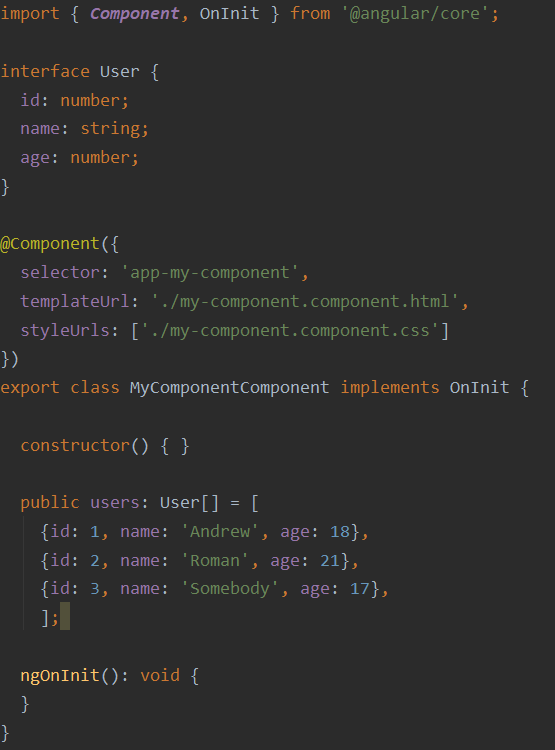 import { Component, OnInit } from '@angular/core';
interface User {
id: number;
name: string;
age: number;
}
@Component({
selector: 'app-my-component',
templateUrl: './my-component.component.html',
styleUrls: ['./my-component.component.css']
})
export class MyComponentComponent implements OnInit {
constructor() { }
public users: User[] = [
{id: 1, name: 'Andrew', age: 18},
{id: 2, name: 'Roman', age: 21},
{id: 3, name: 'Somebody', age: 17},
];
ngOnInit(): void {
}
}